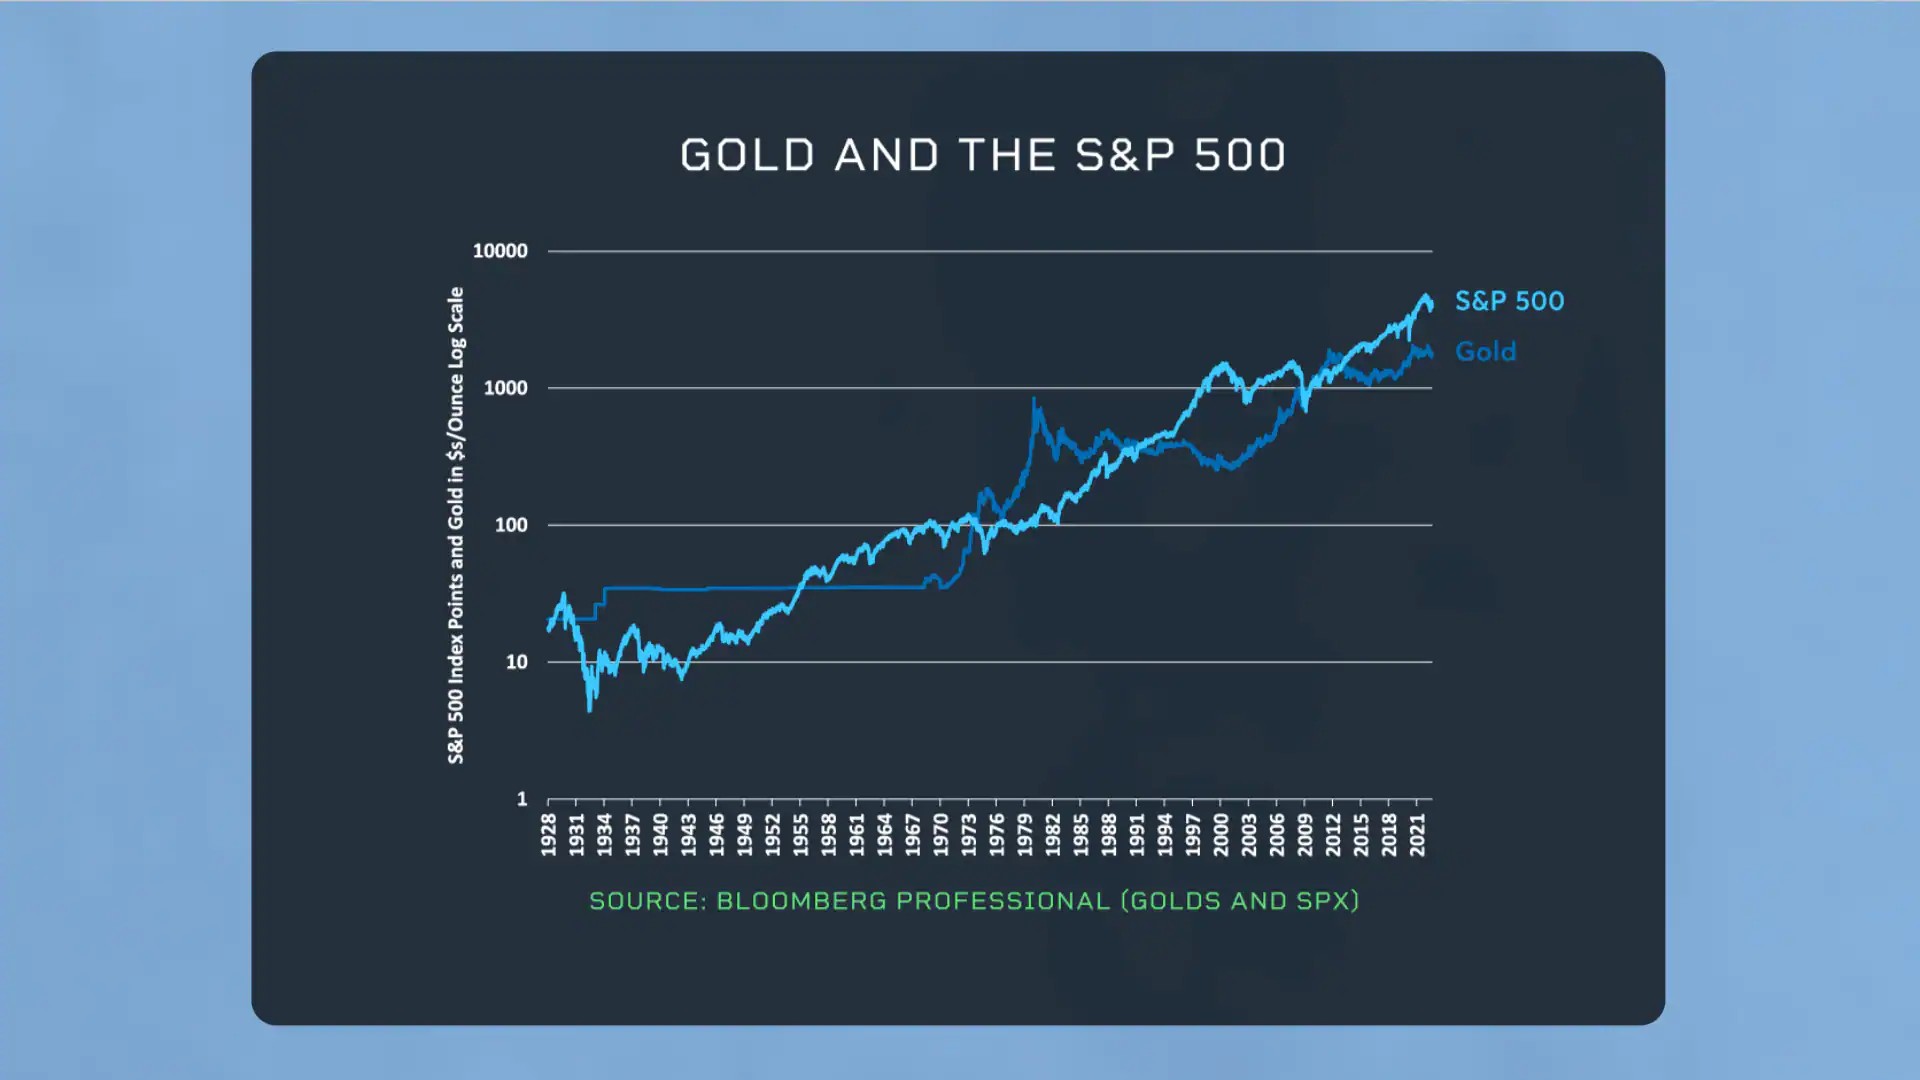 GOLD AND THE S&P 500
S&P 500 Index Points and Gold in $s/Ounce Log Scale
10000
1000
100
10
1
S&P 500
Gold
1928 1931 1934 1937 1940 1943 1946 1949 1952 1955 1958 1961 1964 1967 1970 1973 1976 1979 1982 1985 1988 1991 1994 1997 2000 2003 2006 2009 2012 2015 2018 2021
SOURCE: BLOOMBERG PROFESSIONAL (GOLDS AND SPX)